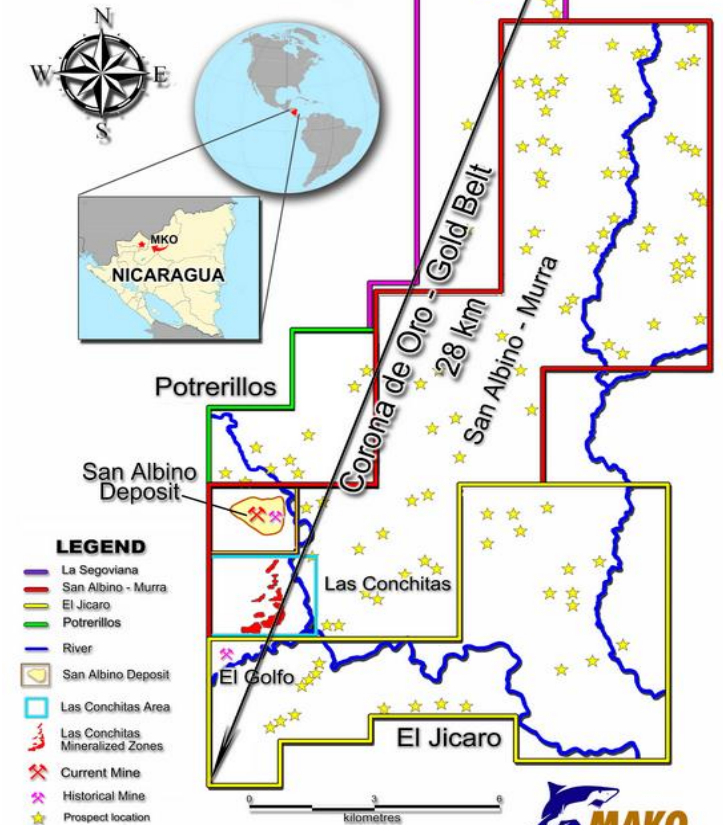 N
W E
S
MKO
NICARAGUA
Corona de Oro - Gold Belt
28 km
San Albino - Murra
Potrerillos
San Albino
Deposit
Las Conchitas
El Golfo
El Jicaro
LEGEND
La Segoviana
San Albino - Murra
El Jicaro
Potrerillos
River
San Albino Deposit
Las Conchitas Area
Las Conchitas
Mineralized Zones
Current Mine
Historical Mine
Prospect location
0 3 6
kilometres
MAKO